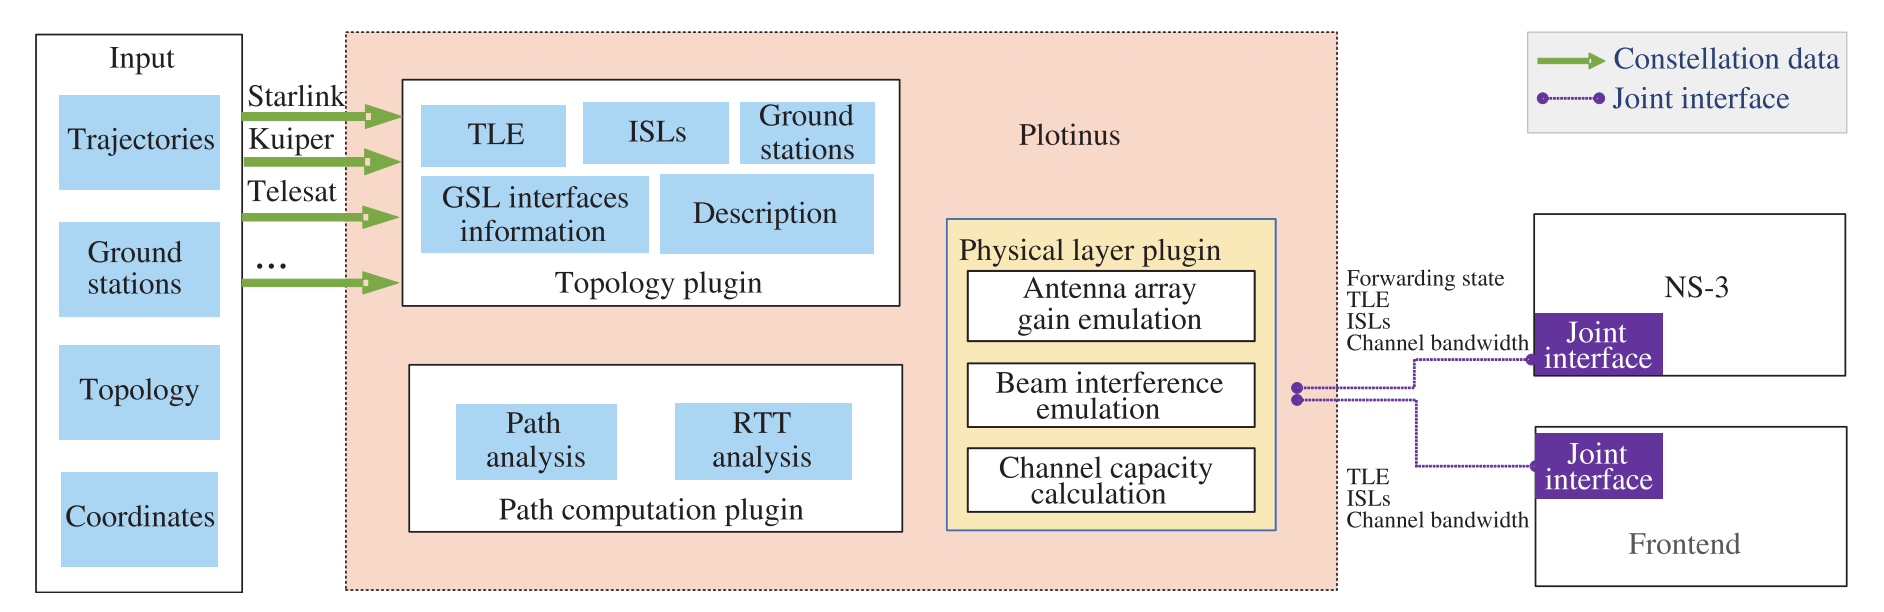 Input
Trajectories
Ground
stations
Topology
Coordinates
Starlink
Kuiper
Telesat
...
TLE
ISLs
Ground
stations
GSL interfaces
information
Description
Topology plugin
Path
analysis
RTT
analysis
Path computation plugin
Plotinus
Physical layer plugin
Antenna array
gain emulation
Beam interference
emulation
Channel capacity
calculation
Constellation data
Joint interface
Forwarding state
TLE
ISLs
Channel bandwidth
NS-3
Joint
interface
TLE
ISLs
Channel bandwidth
Joint
interface
Frontend